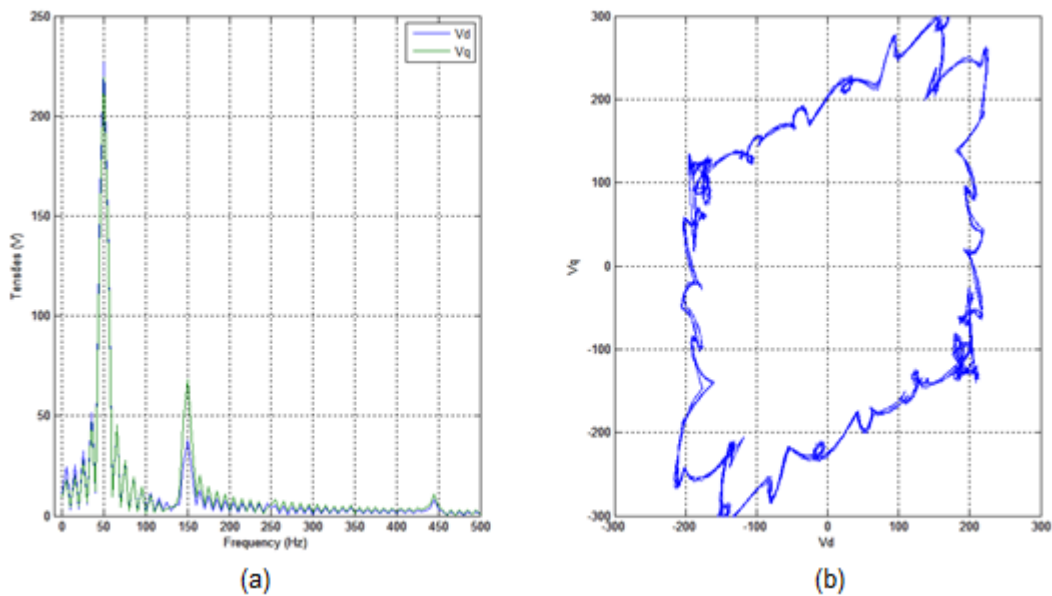 250
200
150
100
50
0
Tensões (V)
0 50 100 150 200 250 300 350 400 450 500
Frequency (Hz)
Vd
Vq
(a)
300
200
100
0
-100
-200
-300
Vq
-300 -200 -100 0 100 200 300
Vd
(b)